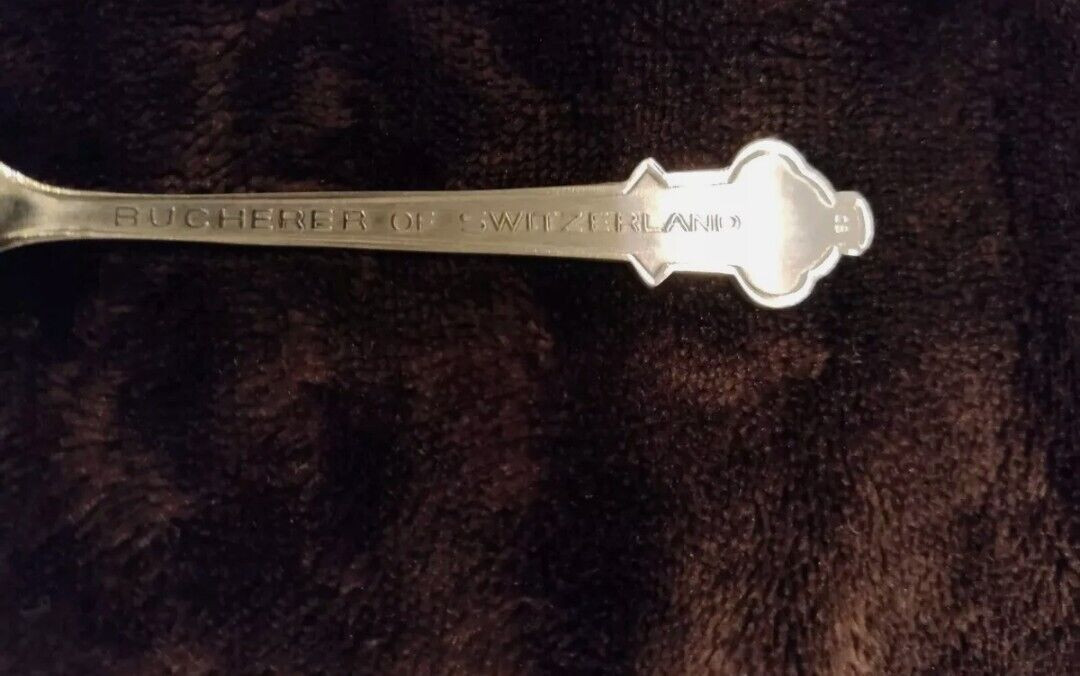 BUCHERER OF SWITZERLAND